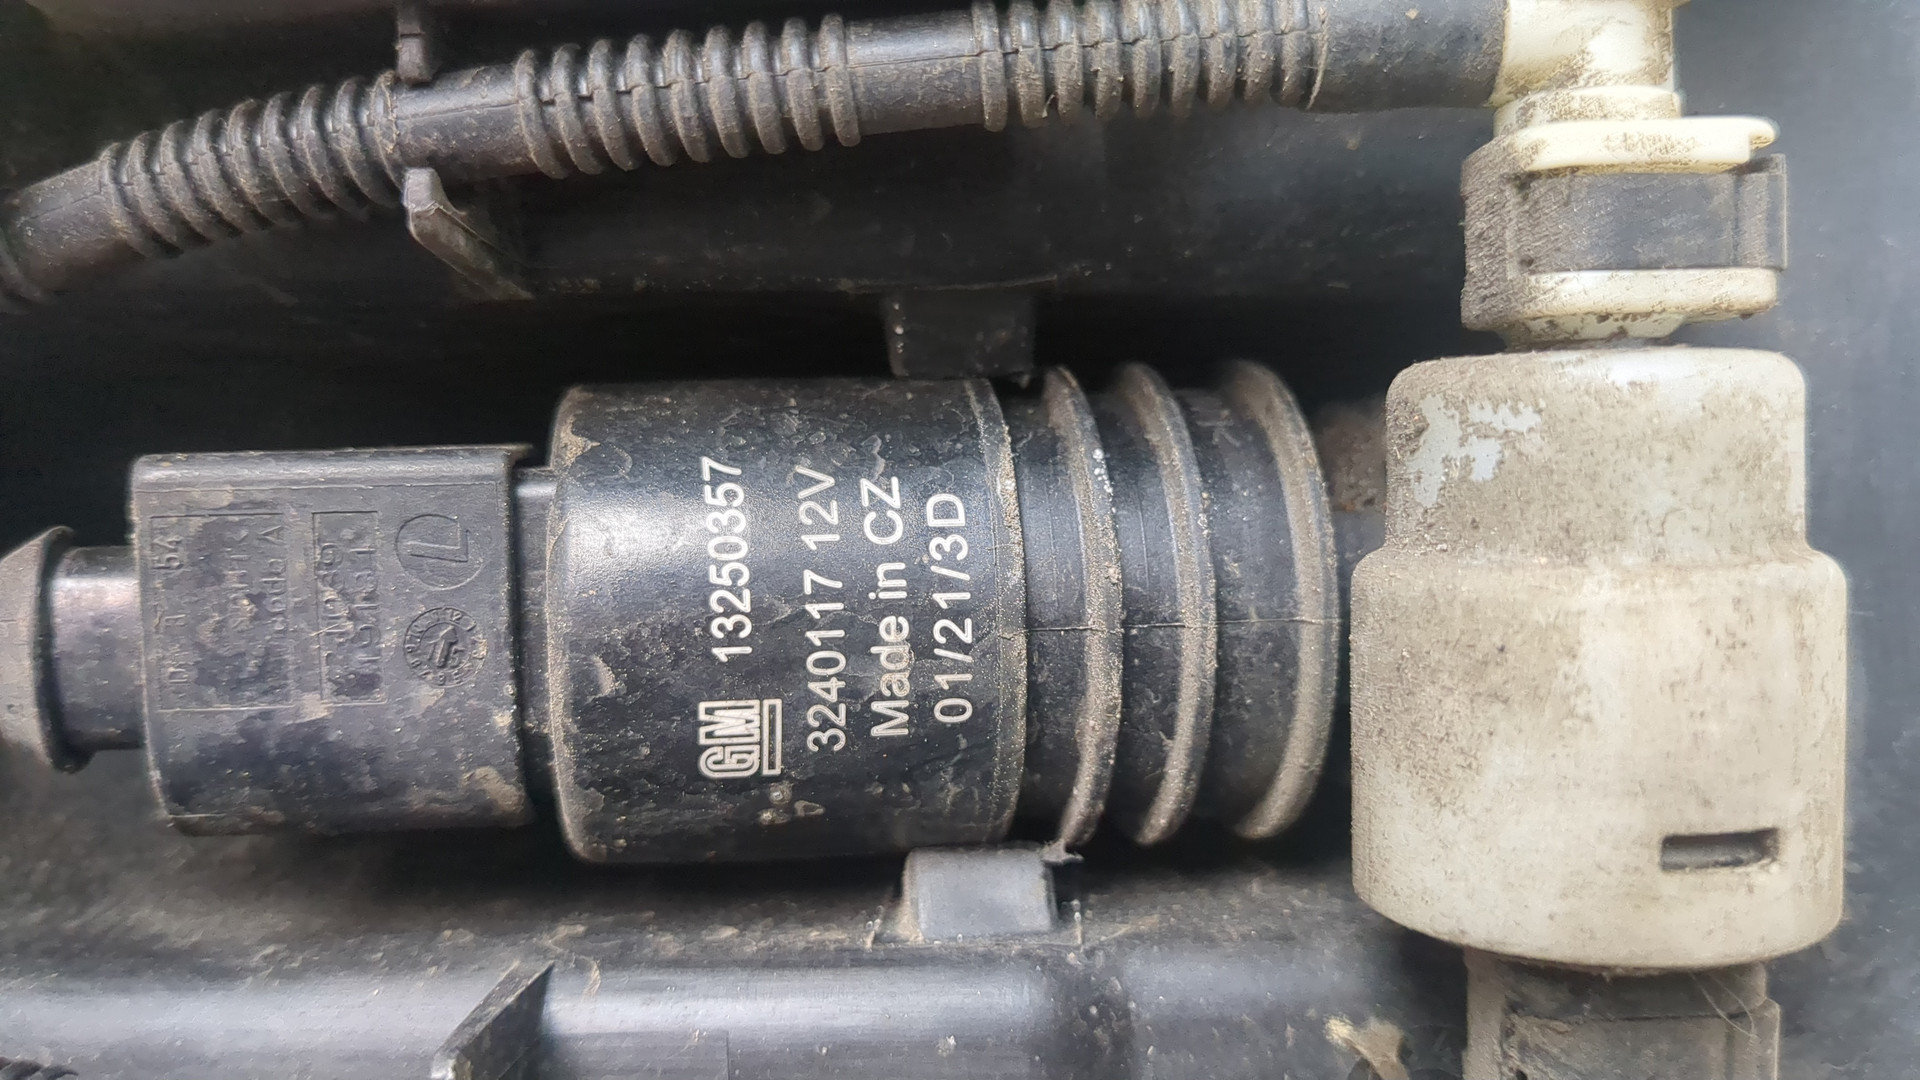 GM 13250357
3240117 12V
Made in CZ
01/21/3D